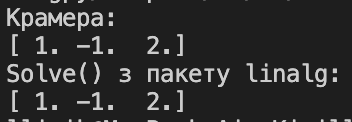 Крамера:
[ 1. -1.  2.]
Solve() з пакету linalg:
[ 1. -1.  2.]